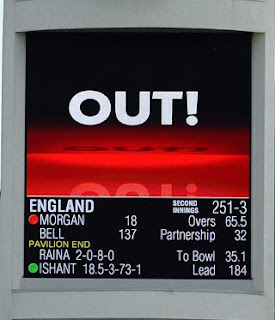 OUT!
ENGLAND SECOND INNINGS 251-3
MORGAN 18 Overs 65.5
BELL 137 Partnership 32
PAVILION END
RAINA 2-0-8-0 To Bowl 35.1
ISHANT 18.5-3-73-1 Lead 184